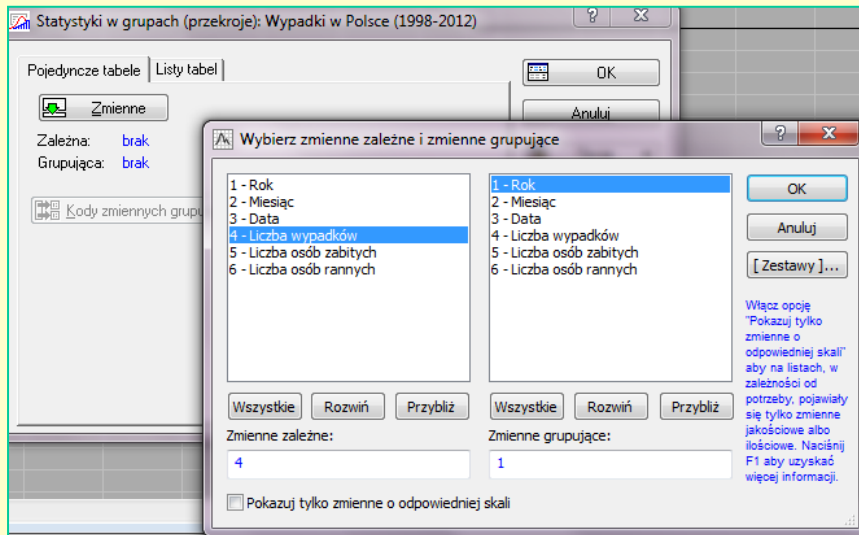 Statystyki w grupach (przekroje): Wypadki w Polsce (1998-2012)
Pojedyncze tabele
Listy tabel
OK
Zmienne
Anuluj
Zależna: brak
Grupująca: brak
Kody zmiennych
Wybierz zmienne zależne i zmienne grupujące
1 - Rok
2 - Miesiąc
3 - Data
4 - Liczba wypadków
5 - Liczba osób zabitych
6 - Liczba osób rannych
1 - Rok
2 - Miesiąc
3 - Data
4 - Liczba wypadków
5 - Liczba osób zabitych
6 - Liczba osób rannych
OK
Anuluj
[ Zestawy ]...
Włącz opcję
"Pokazuj tylko
zmienne o
odpowiedniej skali"
aby na listach, w
zależności od
potrzeby, pojawiały
się tylko zmienne
jakościowe albo
ilościowe. Naciśnij
F1 aby uzyskać
więcej informacji.
Wszystkie Rozwiń Przybliż
Wszystkie Rozwiń Przybliż
Zmienne zależne:
4
Zmienne grupujące:
1
Pokazuj tylko zmienne o odpowiedniej skali